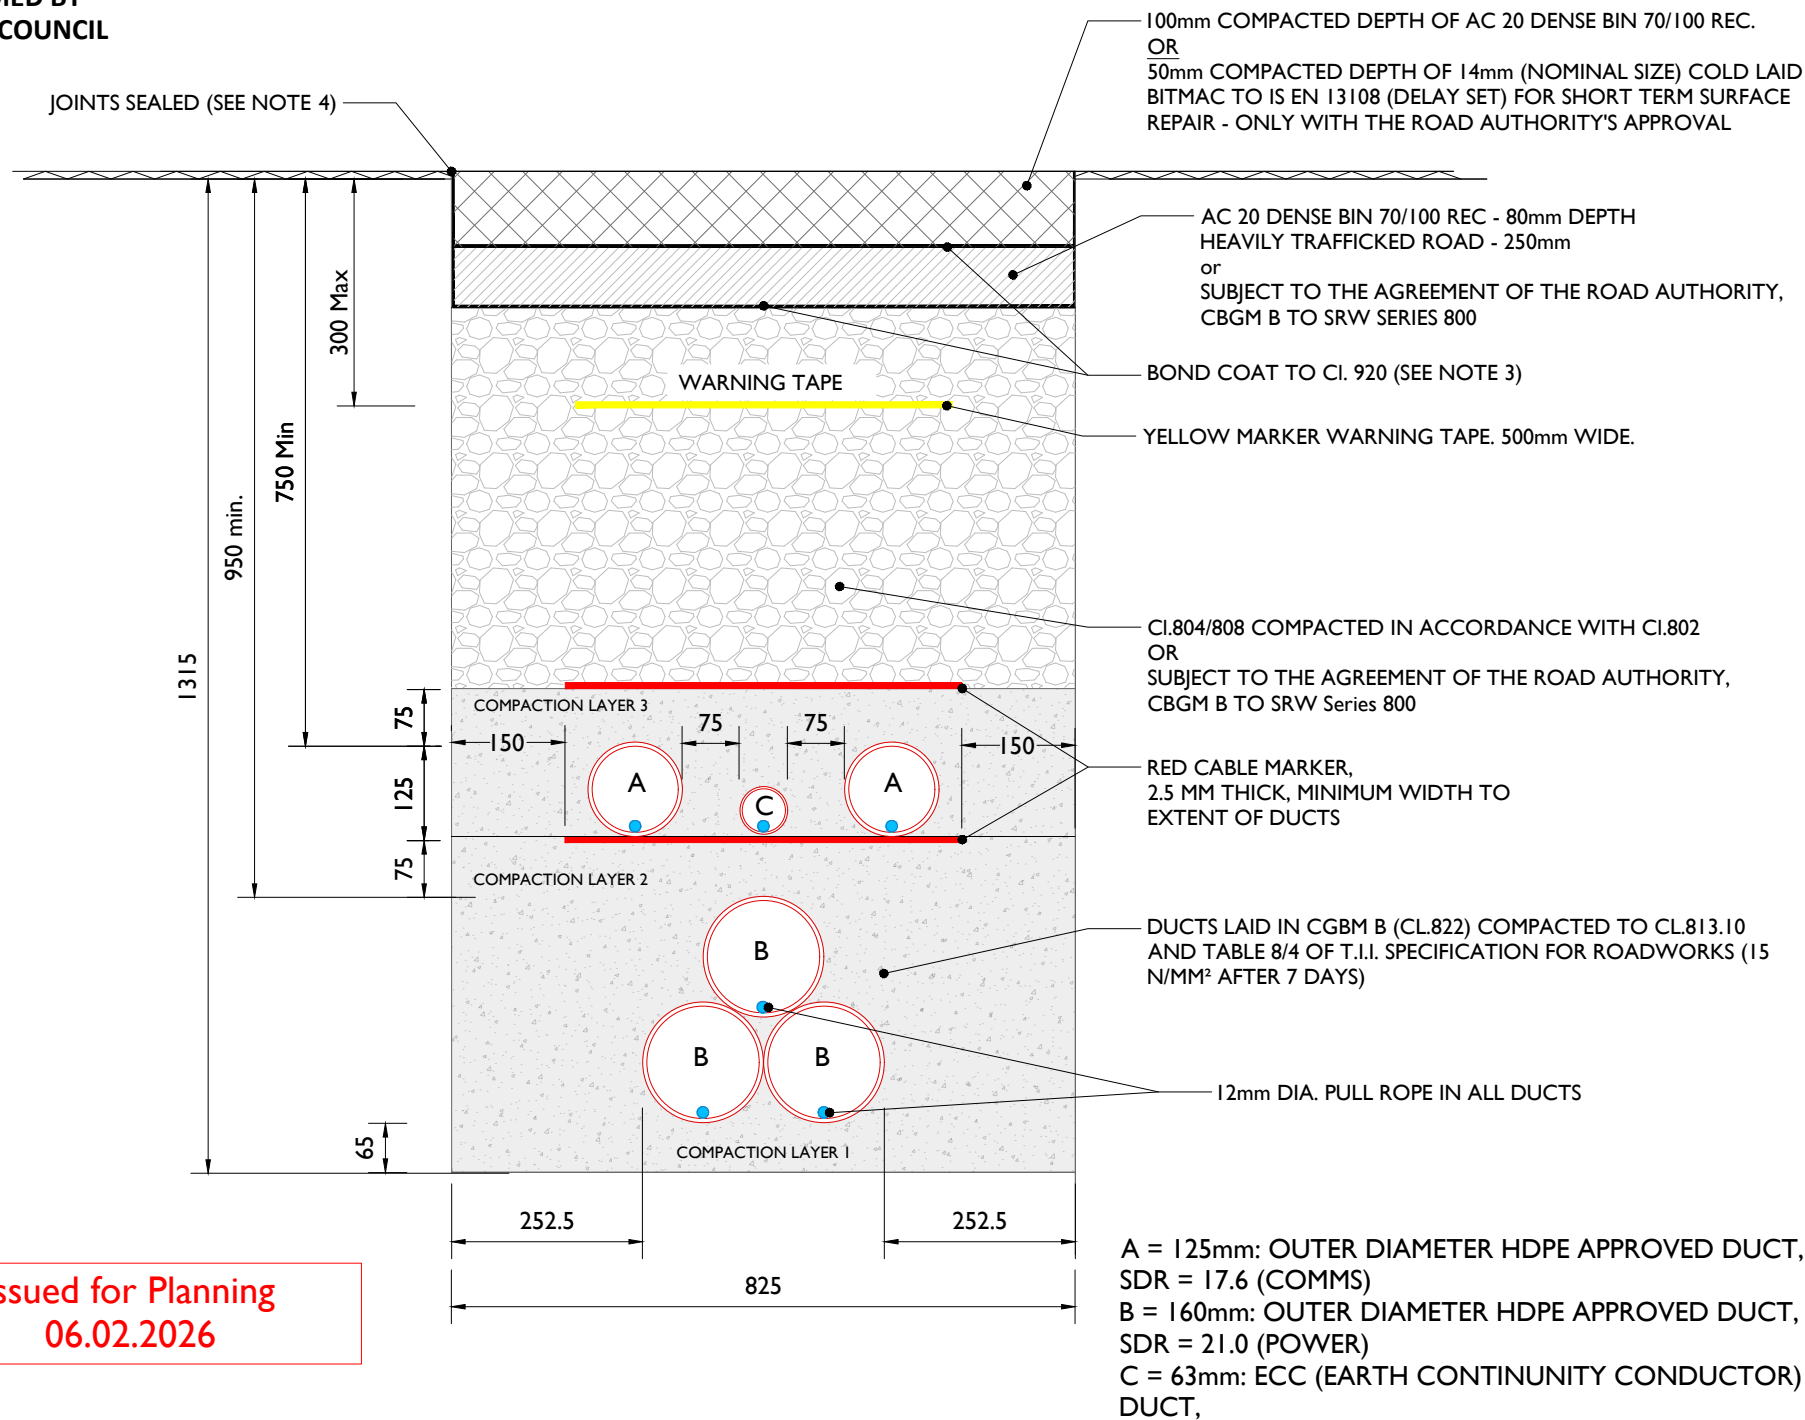 COUNCIL
JOINTS SEALED (SEE NOTE 4)
100mm COMPACTED DEPTH OF AC 20 DENSE BIN 70/100 REC.
OR
50mm COMPACTED DEPTH OF 14mm (NOMINAL SIZE) COLD LAID
BITMAC TO IS EN 13108 (DELAY SET) FOR SHORT TERM SURFACE
REPAIR - ONLY WITH THE ROAD AUTHORITY'S APPROVAL
AC 20 DENSE BIN 70/100 REC - 80mm DEPTH
HEAVILY TRAFFICKED ROAD - 250mm
or
SUBJECT TO THE AGREEMENT OF THE ROAD AUTHORITY,
CBGM B TO SRW SERIES 800
BOND COAT TO Cl. 920 (SEE NOTE 3)
WARNING TAPE
YELLOW MARKER WARNING TAPE. 500mm WIDE.
300 Max
750 Min
950 min.
1315
Cl.804/808 COMPACTED IN ACCORDANCE WITH Cl.802
OR
SUBJECT TO THE AGREEMENT OF THE ROAD AUTHORITY,
CBGM B TO SRW Series 800
COMPACTION LAYER 3
75
75
75
150
150
125
A
C
A
RED CABLE MARKER,
2.5 MM THICK, MINIMUM WIDTH TO
EXTENT OF DUCTS
75
COMPACTION LAYER 2
DUCTS LAID IN CGBM B (CL.822) COMPACTED TO CL.813.10
AND TABLE 8/4 OF T.I.I. SPECIFICATION FOR ROADWORKS (15
N/MM² AFTER 7 DAYS)
B
B
B
12mm DIA. PULL ROPE IN ALL DUCTS
65
COMPACTION LAYER 1
252.5
252.5
825
A = 125mm: OUTER DIAMETER HDPE APPROVED DUCT,
SDR = 17.6 (COMMS)
B = 160mm: OUTER DIAMETER HDPE APPROVED DUCT,
SDR = 21.0 (POWER)
C = 63mm: ECC (EARTH CONTINUNITY CONDUCTOR)
DUCT,
ssued for Planning
06.02.2026